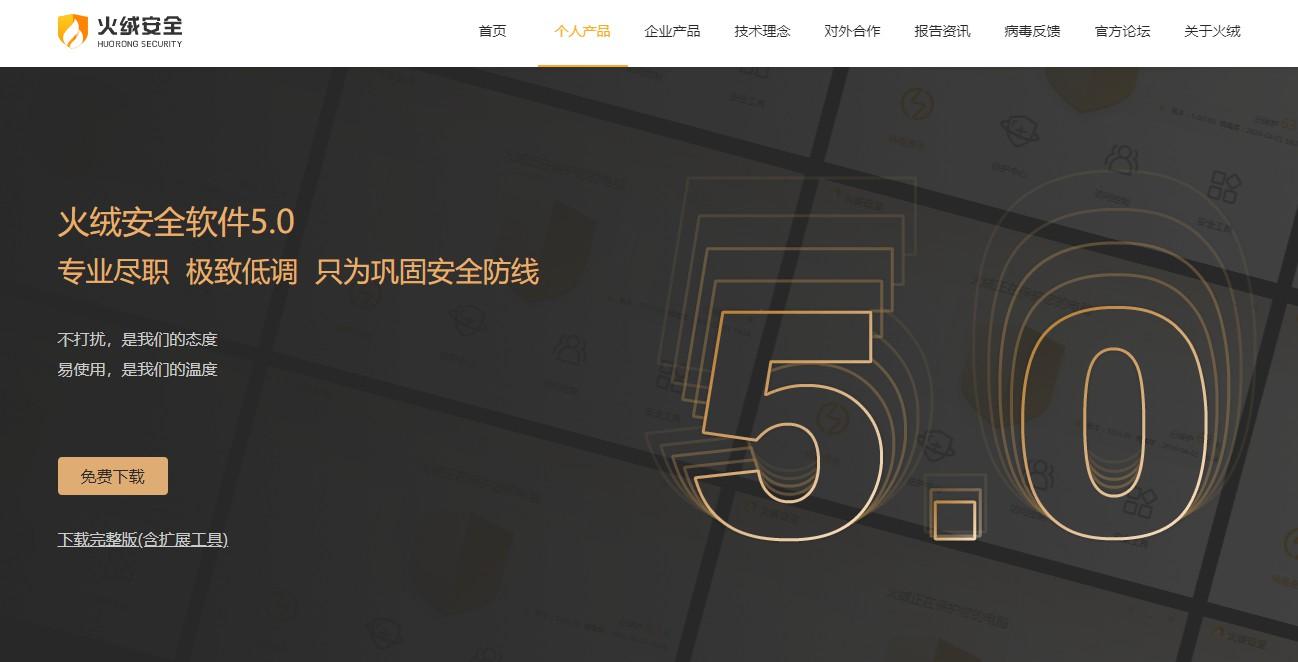 火绒安全
HUORONG SECURITY
首页 个人产品 企业产品 技术理念 对外合作 报告资讯 病毒反馈 官方论坛 关于火绒
火绒安全软件5.0
专业尽职 极致低调 只为巩固安全防线
不打扰，是我们的态度
易使用，是我们的温度
5.0
免费下载
下载完整版(含扩展工具)